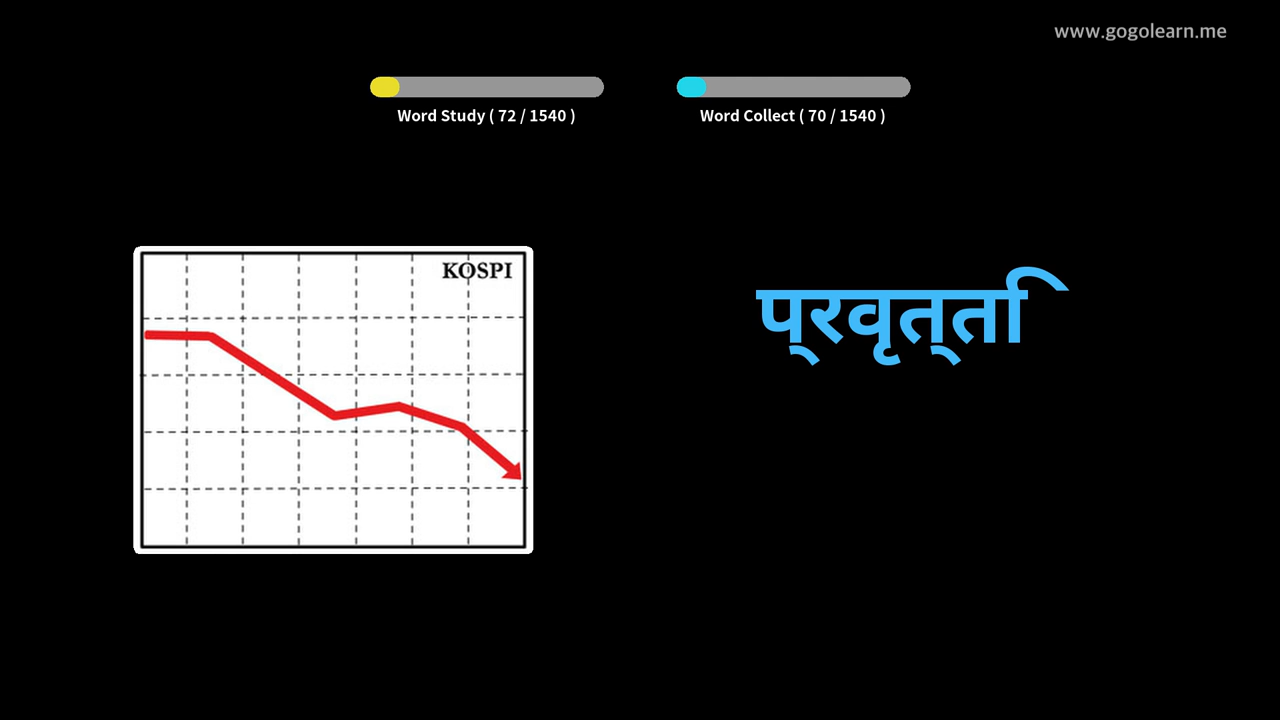 www.gogolearn.me
Word Study ( 72 / 1540 )
Word Collect ( 70 / 1540 )
KOSPI
प्रवृत्ति